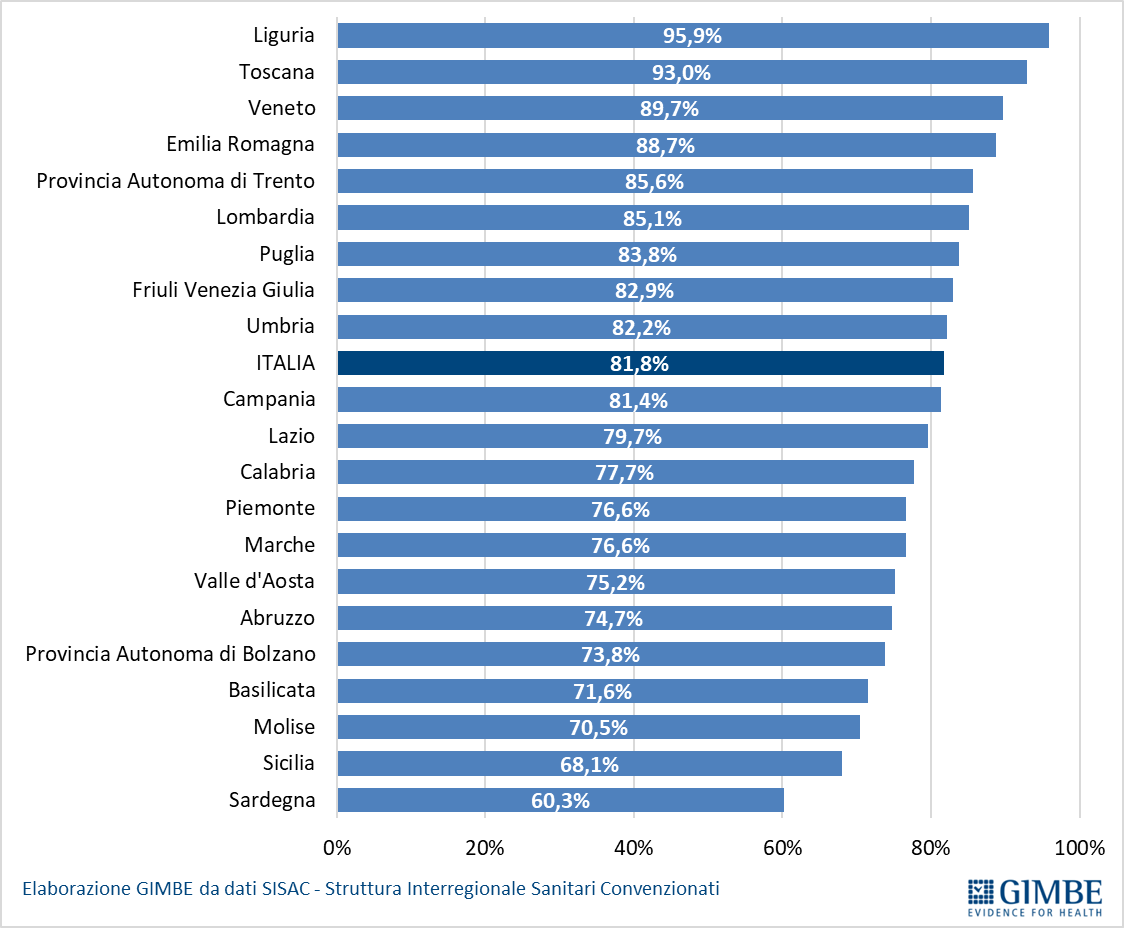 Liguria 95,9%
Toscana 93,0%
Veneto 89,7%
Emilia Romagna 88,7%
Provincia Autonoma di Trento 85,6%
Lombardia 85,1%
Puglia 83,8%
Friuli Venezia Giulia 82,9%
Umbria 82,2%
ITALIA 81,8%
Campania 81,4%
Lazio 79,7%
Calabria 77,7%
Piemonte 76,6%
Marche 76,6%
Valle d'Aosta 75,2%
Abruzzo 74,7%
Provincia Autonoma di Bolzano 73,8%
Basilicata 71,6%
Molise 70,5%
Sicilia 68,1%
Sardegna 60,3%
0% 20% 40% 60% 80% 100%
Elaborazione GIMBE da dati SISAC - Struttura Interregionale Sanitari Convenzionati
GIMBE
EVIDENCE FOR HEALTH